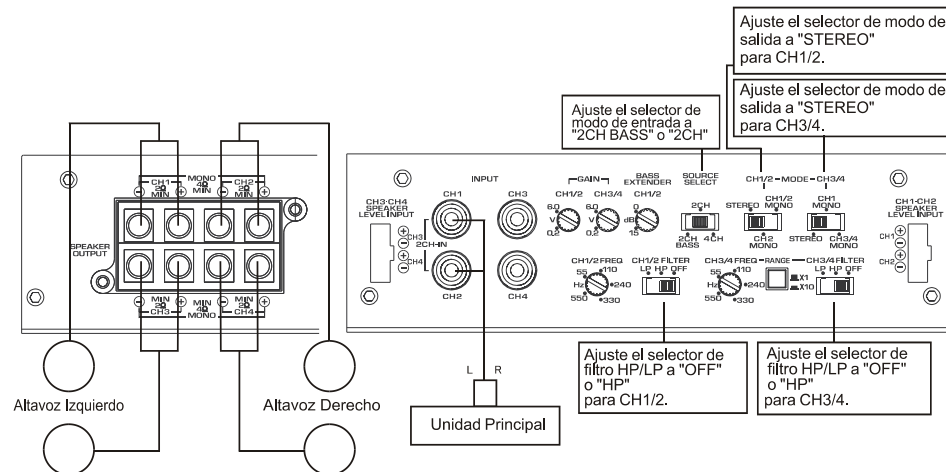 Ajuste el selector de modo de
salida a "STEREO"
para CH1/2.
Ajuste el selector de modo de
salida a "STEREO"
para CH3/4.
Ajuste el selector de
modo de entrada a
"2CH BASS" o "2CH"
MONO
4Ω
CH1
2Ω
MIN
MIN
CH2
2Ω
MIN
SPEAKER
OUTPUT
MIN
2Ω
CH3
MIN
4Ω
MONO
MIN
2Ω
CH4
Altavoz Izquierdo
Altavoz Derecho
CH3·CH4
SPEAKER
LEVEL INPUT
CH3
CH4
INPUT
CH1
CH3
2CH-IN
CH2
CH4
GAIN
CH1/2
CH3/4
6.0
V
0.2
6.0
V
0.2
BASS
EXTENDER
CH1/2
0
dB
15
SOURCE
SELECT
2CH
2CH
BASS
4CH
CH1/2 MODE CH3/4
STEREO
CH1/2
MONO
CH2
MONO
CH1
MONO
STEREO
CH3/4
MONO
CH1·CH2
SPEAKER
LEVEL INPUT
CH1
CH2
CH1/2 FREQ
55
110
Hz
240
550
330
CH1/2 FILTER
LP HP OFF
CH3/4 FREQ
55
110
Hz
240
550
330
RANGE
X1
X10
CH3/4 FILTER
LP HP OFF
L R
Unidad Principal
Ajuste el selector de
filtro HP/LP a "OFF"
o "HP"
para CH1/2.
Ajuste el selector de
filtro HP/LP a "OFF"
o "HP"
para CH3/4.